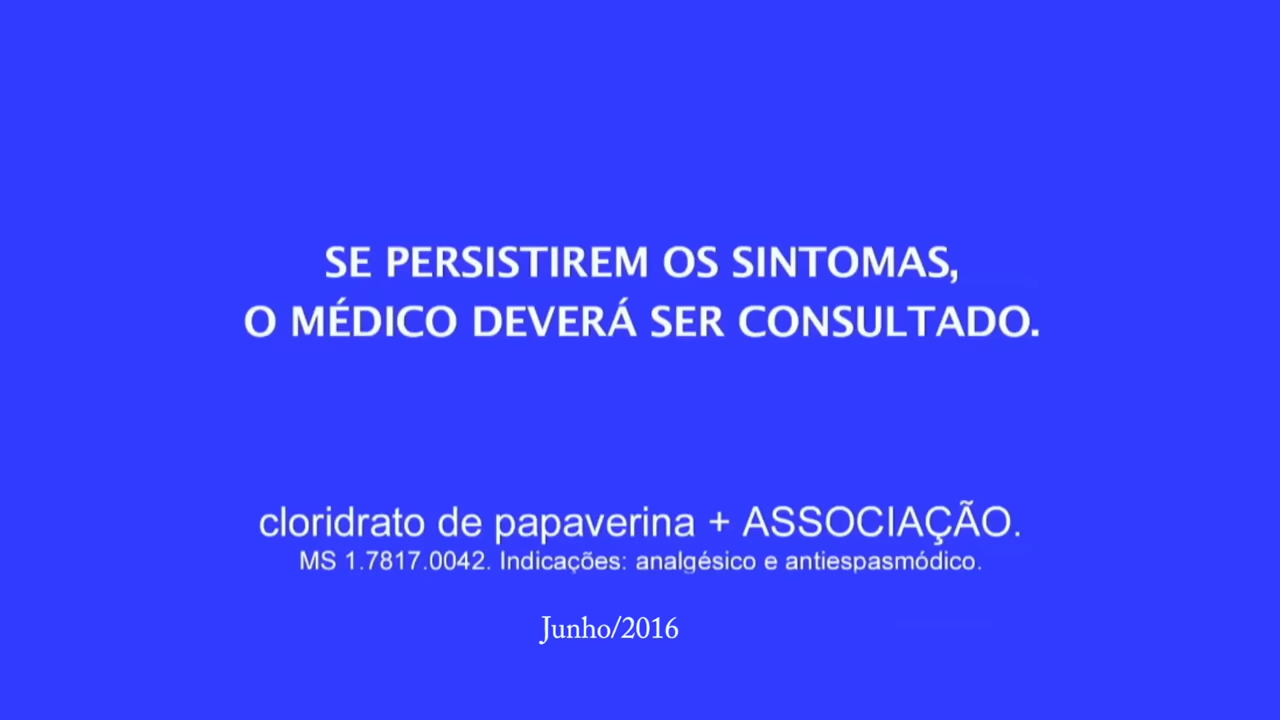 SE PERSISTIREM OS SINTOMAS,
O MÉDICO DEVERÁ SER CONSULTADO.
cloridrato de papaverina + ASSOCIAÇÃO.
MS 1.7817.0042. Indicações: analgésico e antiespasmódico.
Junho/2016